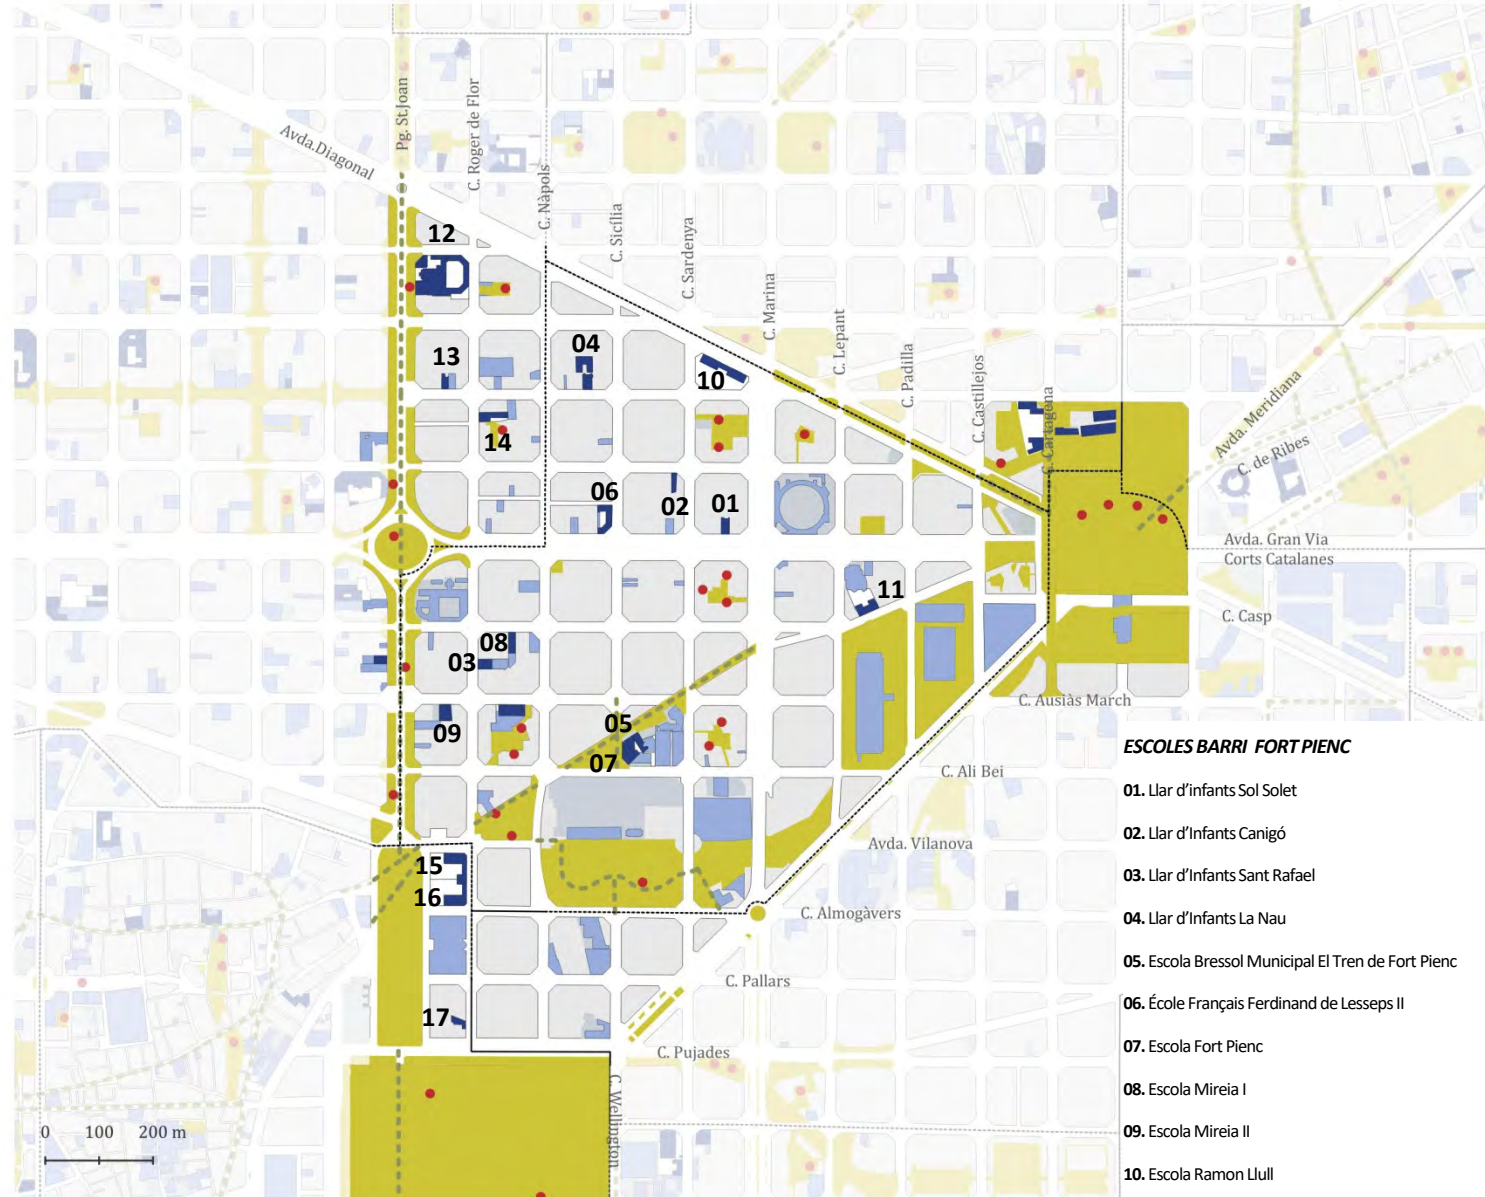 Pg. St.Joan
C. Roger de Flor
Avda.Diagonal
C. Nàpols
C. Sicília
C. Sardenya
C. Marina
C. Lepant
C. Padilla
C. Castillejos
C. Cartagena
Avda. Meridiana
C. de Ribes
12
13
04
10
14
06
02
01
Avda. Gran Via
Corts Catalanes
11
C. Casp
08
03
C. Ausiàs March
05
09
07
C. Ali Bei
Avda. Vilanova
15
16
C. Almogàvers
C. Pallars
17
C. Pujades
C. Wellington
0 100 200 m
ESCOLES BARRI FORT PIENC
01. Llar d'infants Sol Solet
02. Llar d'Infants Canigó
03. Llar d'Infants Sant Rafael
04. Llar d'Infants La Nau
05. Escola Bressol Municipal El Tren de Fort Pienc
06. École Français Ferdinand de Lesseps II
07. Escola Fort Pienc
08. Escola Mireia I
09. Escola Mireia II
10. Escola Ramon Llull